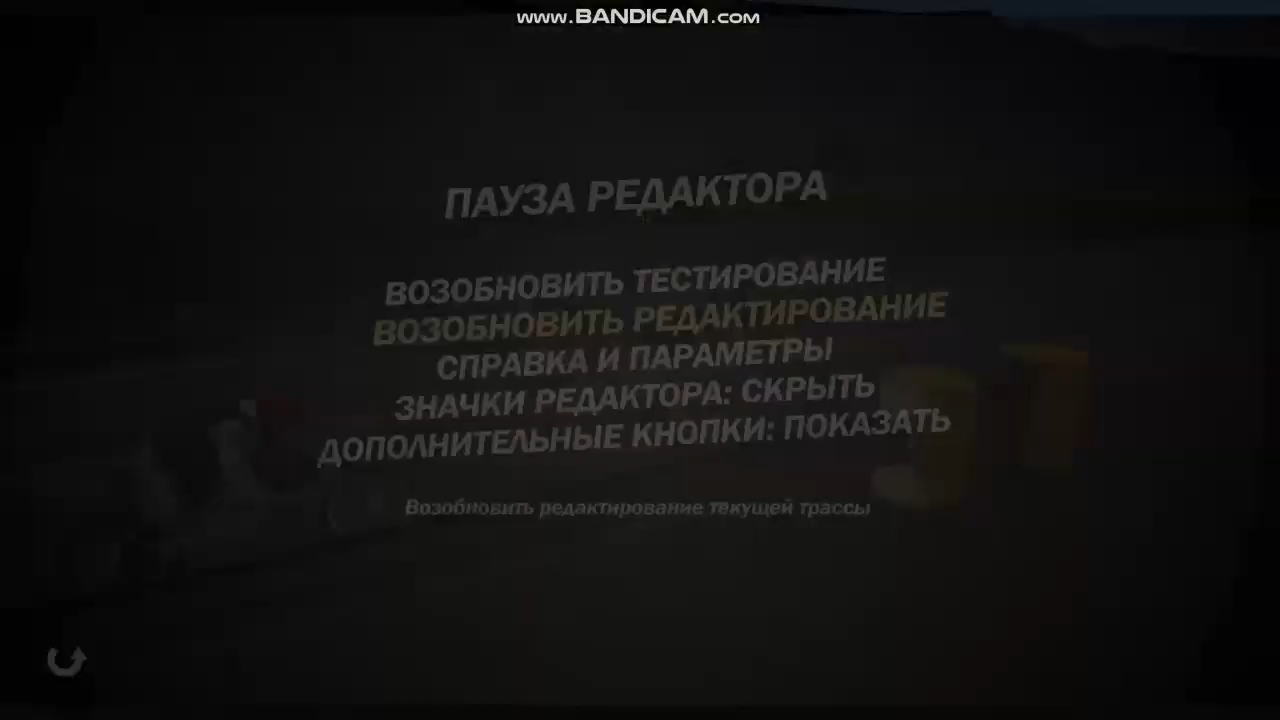 www.BANDICAM.com
ПАУЗА РЕДАКТОРА
ВОЗОБНОВИТЬ ТЕСТИРОВАНИЕ
ВОЗОБНОВИТЬ РЕДАКТИРОВАНИЕ
СПРАВКА И ПАРАМЕТРЫ
ЗНАЧКИ РЕДАКТОРА: СКРЫТЬ
ДОПОЛНИТЕЛЬНЫЕ КНОПКИ: ПОКАЗАТЬ
Возобновить редактирование текущей трассы